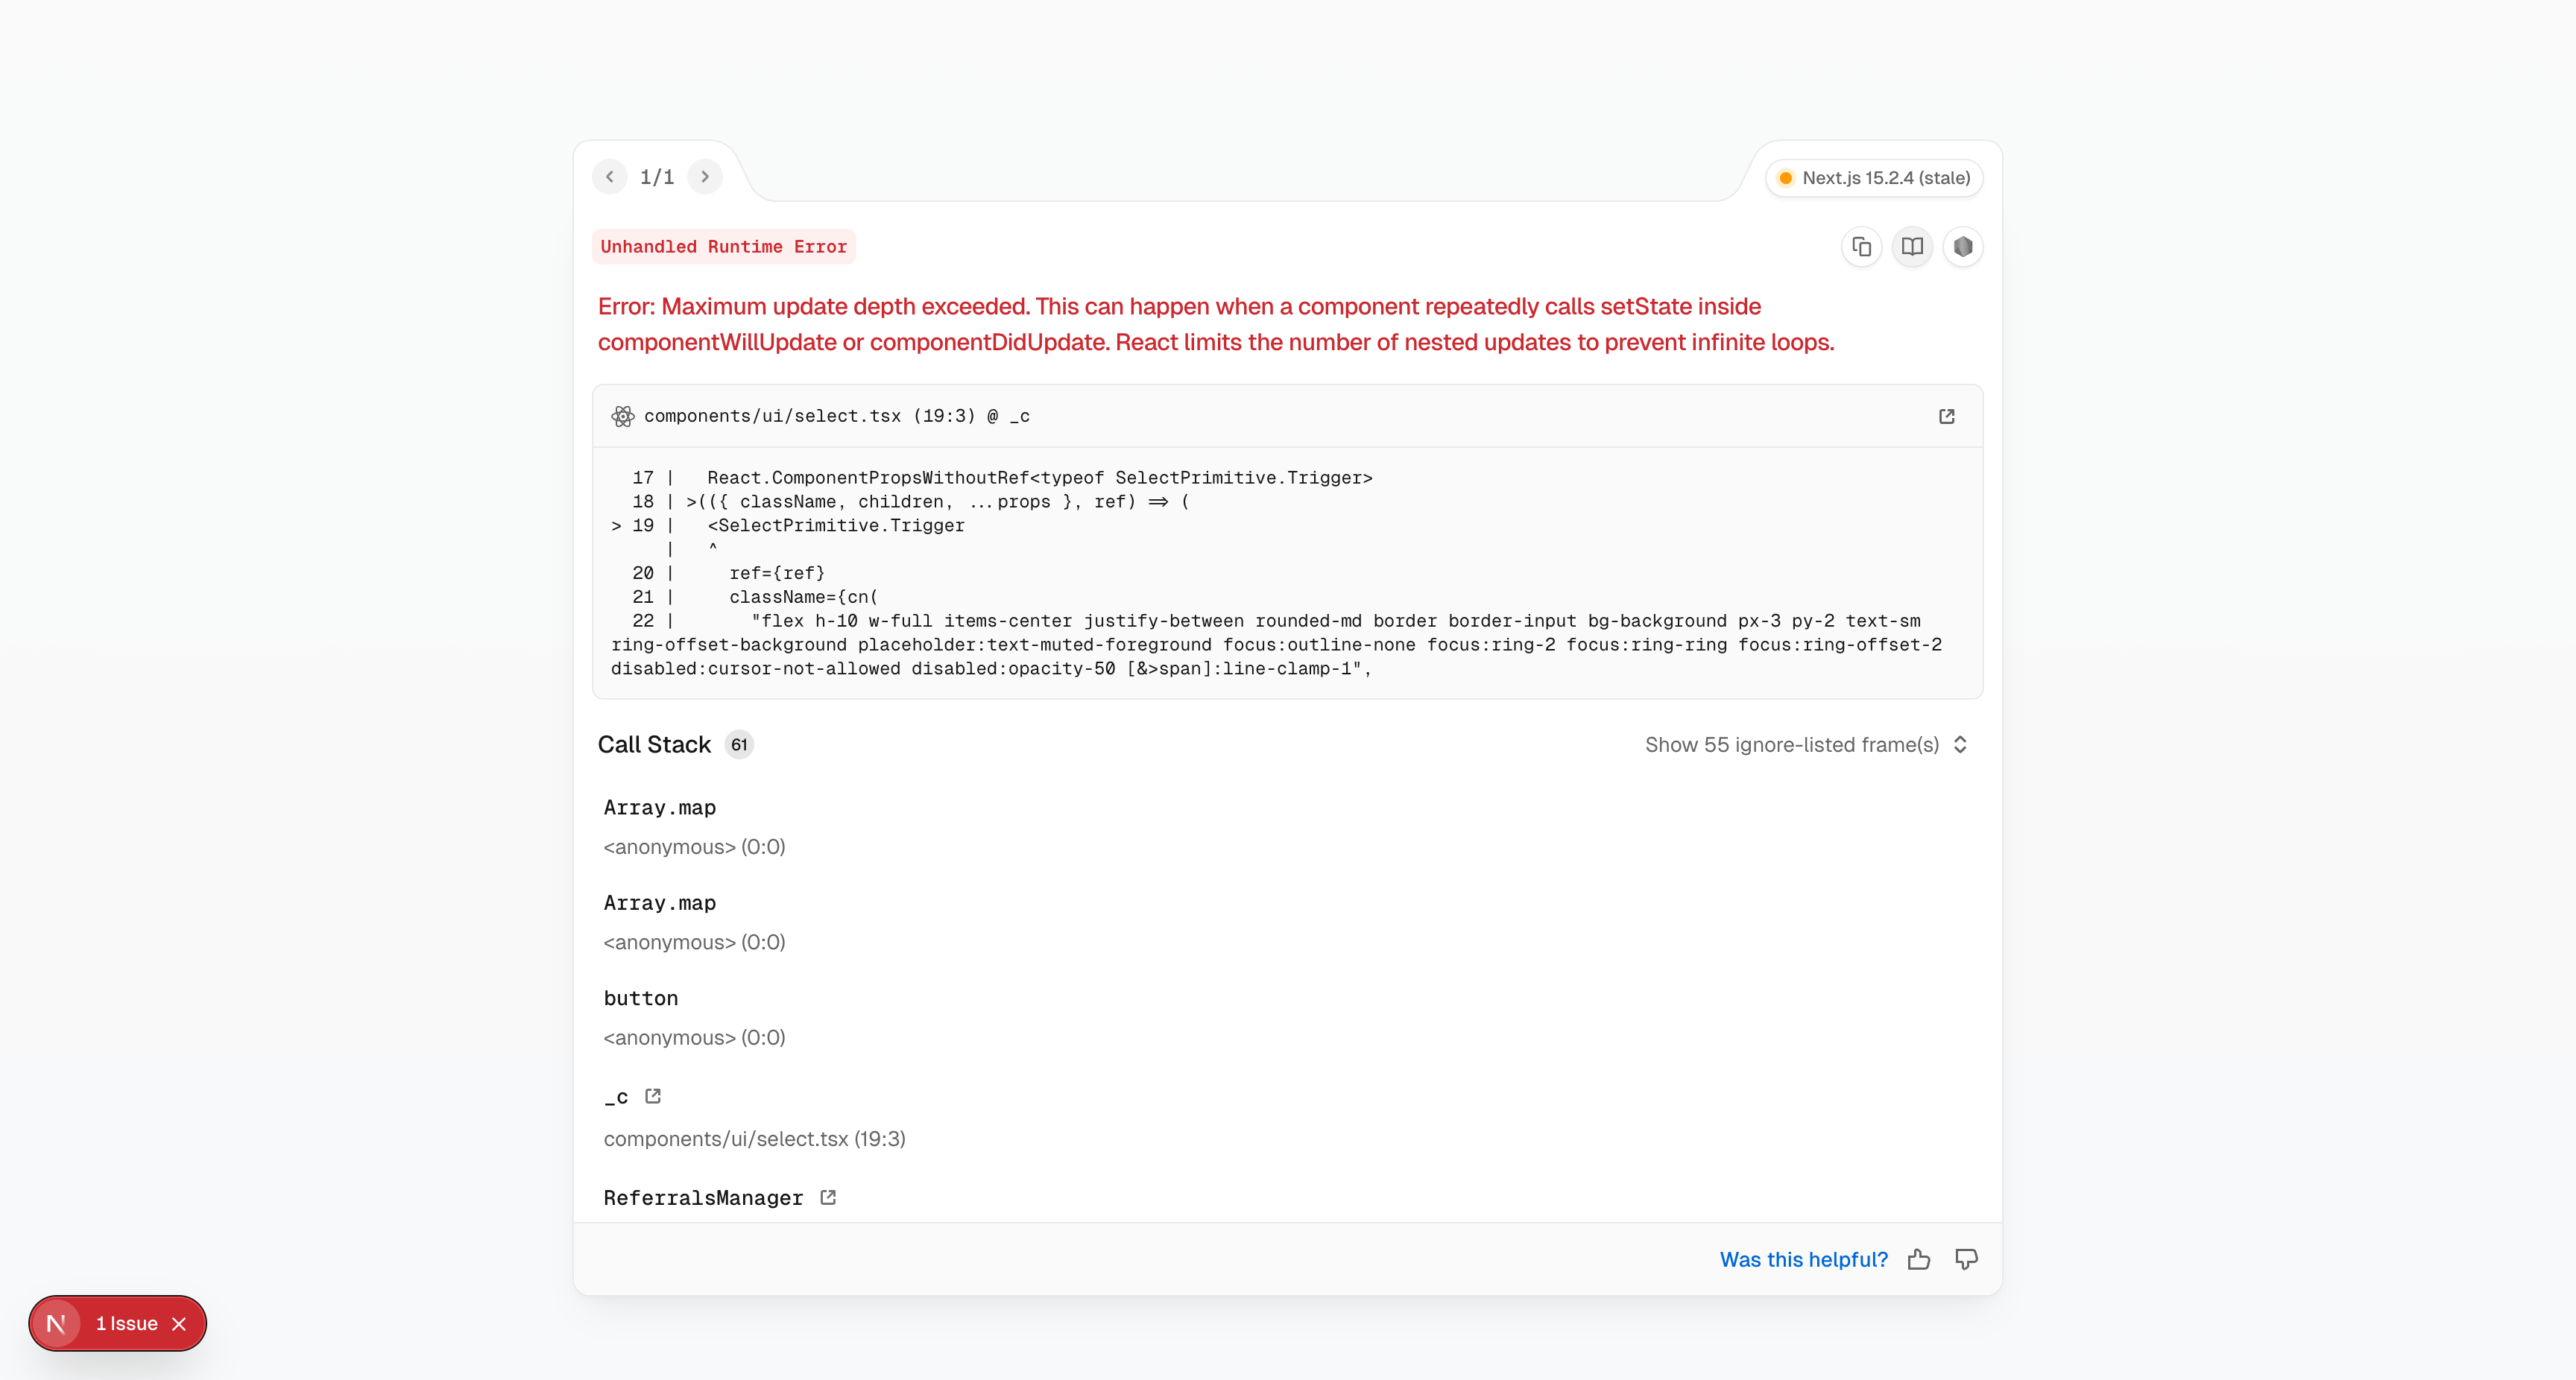 1/1
Next.js 15.2.4 (stale)
Unhandled Runtime Error
Error: Maximum update depth exceeded. This can happen when a component repeatedly calls setState inside
componentWillUpdate or componentDidUpdate. React limits the number of nested updates to prevent infinite loops.
components/ui/select.tsx (19:3) @ _c
17 |   React.ComponentPropsWithoutRef<typeof SelectPrimitive.Trigger>
18 | >(({ className, children, ...props }, ref) => (
> 19 |   <SelectPrimitive.Trigger
|   ^
20 |     ref={ref}
21 |     className={cn(
22 |       "flex h-10 w-full items-center justify-between rounded-md border border-input bg-background px-3 py-2 text-sm
ring-offset-background placeholder:text-muted-foreground focus:outline-none focus:ring-2 focus:ring-ring focus:ring-offset-2
disabled:cursor-not-allowed disabled:opacity-50 [&>span]:line-clamp-1",
Call Stack 61
Show 55 ignore-listed frame(s)
Array.map
<anonymous> (0:0)
Array.map
<anonymous> (0:0)
button
<anonymous> (0:0)
_c
components/ui/select.tsx (19:3)
ReferralsManager
Was this helpful?
N 1 Issue